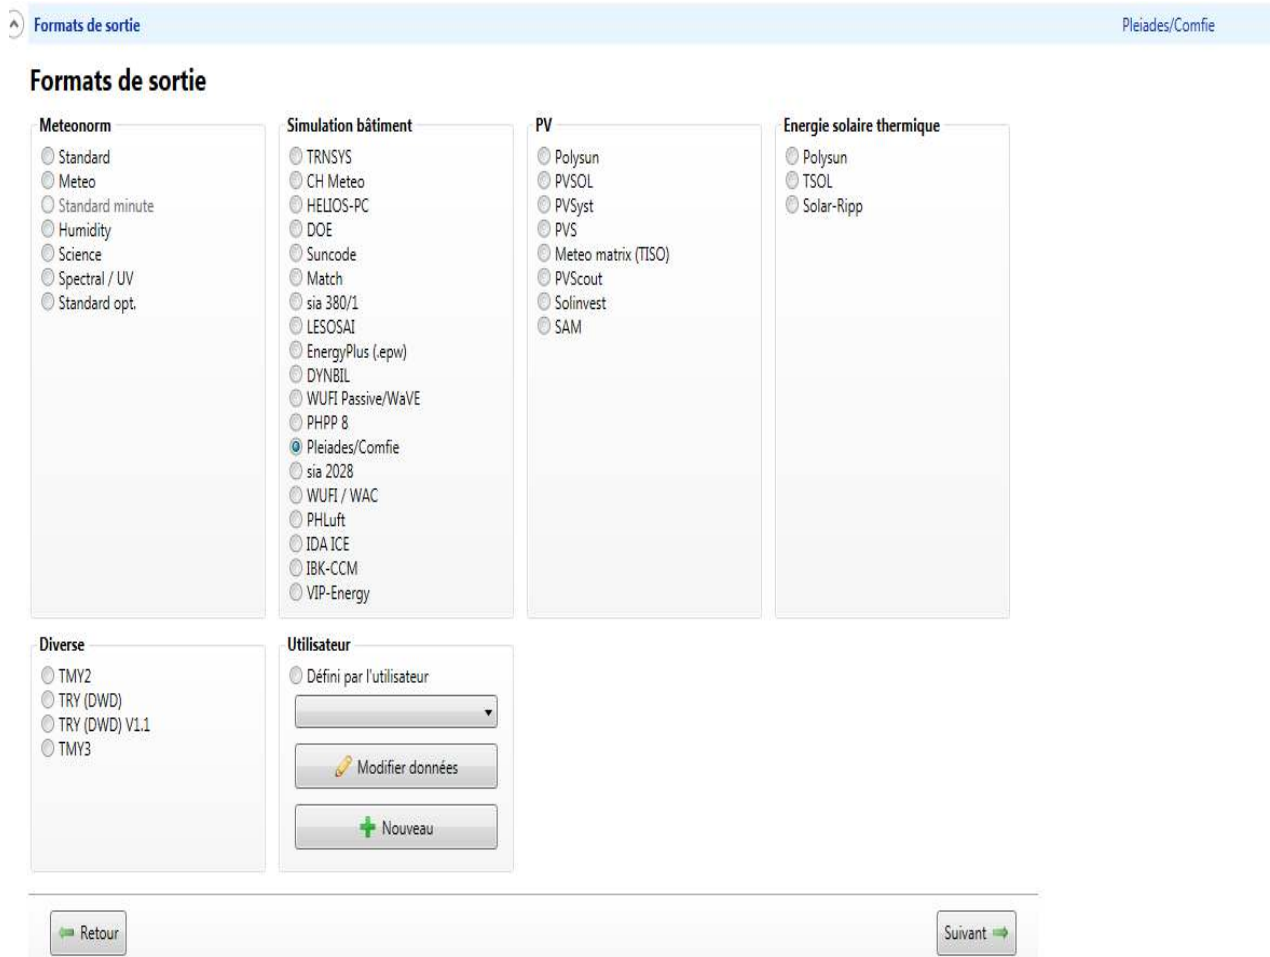 Formats de sortie
Pleiades/Comfie
Formats de sortie
Meteonorm
Standard
Meteo
Standard minute
Humidity
Science
Spectral / UV
Standard opt.
Simulation bâtiment
TRNSYS
CH Meteo
HELIOS-PC
DOE
Suncode
Match
sia 380/1
LESOSAI
EnergyPlus (.epw)
DYNBIL
WUFI Passive/WaVE
PHPP 8
Pleiades/Comfie
sia 2028
WUFI / WAC
PHLuft
IDA ICE
IBK-CCM
VIP-Energy
PV
Polysun
PVSOL
PVSyst
PVS
Meteo matrix (TISO)
PVScout
Solinvest
SAM
Energie solaire thermique
Polysun
TSOL
Solar-Ripp
Diverse
TMY2
TRY (DWD)
TRY (DWD) V1.1
TMY3
Utilisateur
Défini par l'utilisateur
Modifier données
Nouveau
Retour
Suivant